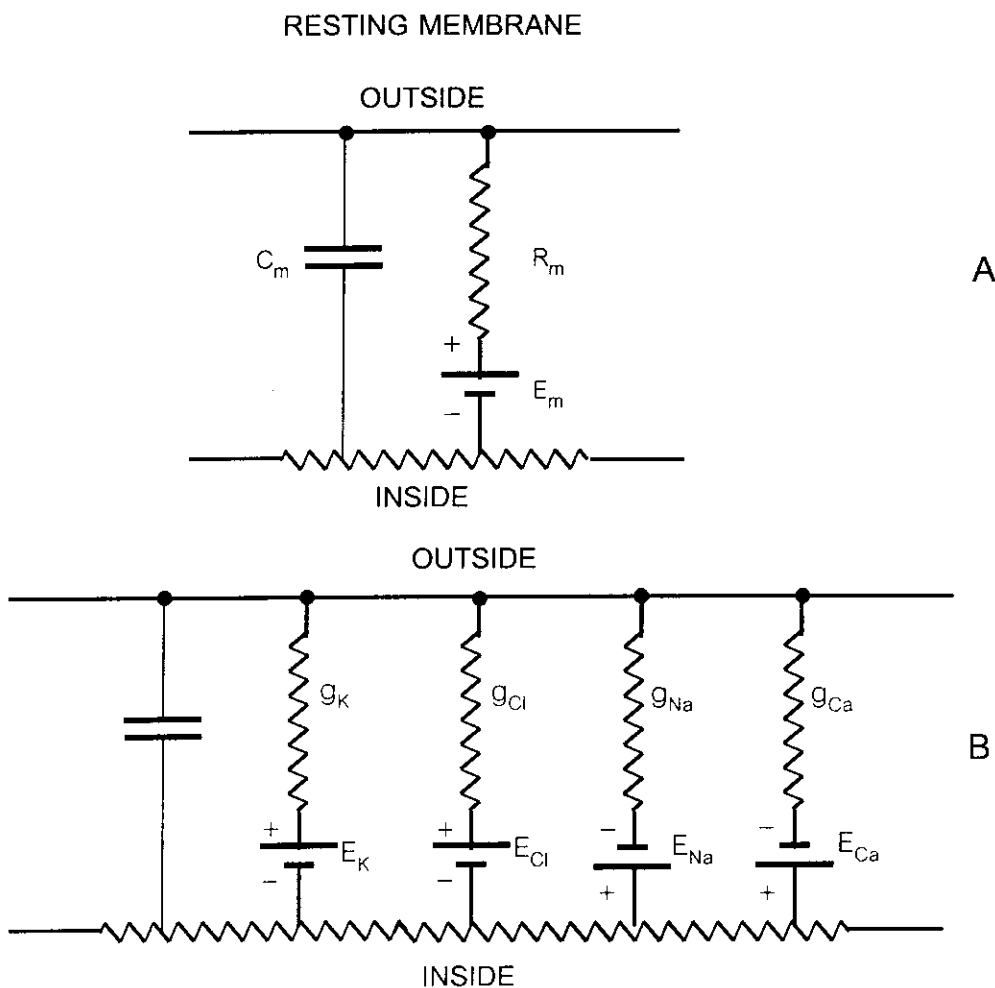 RESTING MEMBRANE
OUTSIDE
C_m
R_m
A
+
E_m
−
INSIDE
OUTSIDE
g_K g_Cl g_Na g_Ca
B
+ + − −
E_K E_Cl E_Na E_Ca
− − + +
INSIDE